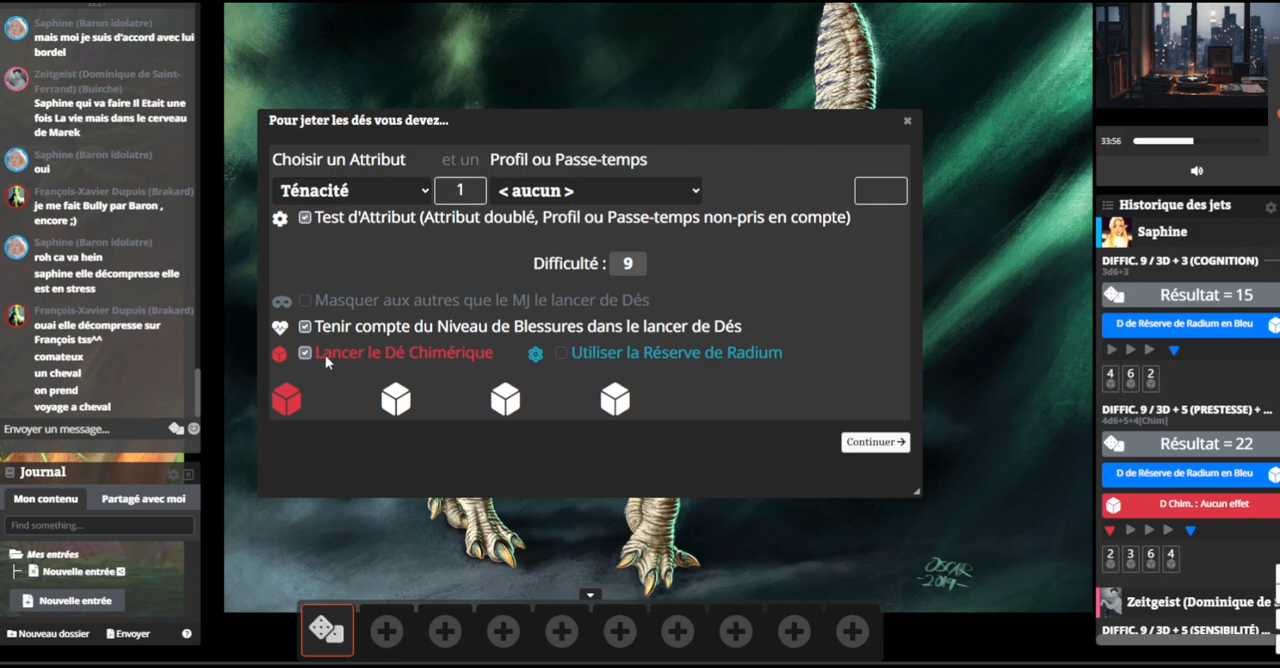 Saphine (Baron idolatre)
mais moi je suis d'accord avec lui
bordel
Zeitgeist (Dominique de Saint-
Ferrand) (Buirche)
Saphine qui va faire Il Etait une
fois La vie mais dans le cerveau
de Marek
Saphine (Baron idolatre)
oui
François-Xavier Dupuis (Brakard)
je me fait Bully par Baron ,
encore ;)
Saphine (Baron idolatre)
roh ca va hein
saphine elle décompresse elle
est en stress
François-Xavier Dupuis (Brakard)
ouai elle décompresse sur
François tss^^
comateux
un cheval
on prend
voyage a cheval
Envoyer un message...
Journal
Mon contenu Partagé avec moi
Find something...
Mes entrées
Nouvelle entrée
Nouvelle entrée
Nouveau dossier Envoyer
Pour jeter les dés vous devez...
Choisir un Attribut et un Profil ou Passe-temps
Ténacité 1 < aucun >
Test d'Attribut (Attribut doublé, Profil ou Passe-temps non-pris en compte)
Difficulté : 9
Masquer aux autres que le MJ le lancer de Dés
Tenir compte du Niveau de Blessures dans le lancer de Dés
Lancer le Dé Chimérique Utiliser la Réserve de Radium
Continuer
OSCAR
-2019-
33:56
Historique des jets
Saphine
DIFFIC. 9 / 3D + 3 (COGNITION)
3d6+3
Résultat = 15
D de Réserve de Radium en Bleu
4 6 2
DIFFIC. 9 / 3D + 5 (PRESTESSE) + ...
4d6+5+4[Chim]
Résultat = 22
D de Réserve de Radium en Bleu
D Chim. : Aucun effet
2 3 6 4
Zeitgeist (Dominique de
DIFFIC. 9 / 3D + 5 (SENSIBILITÉ) ...